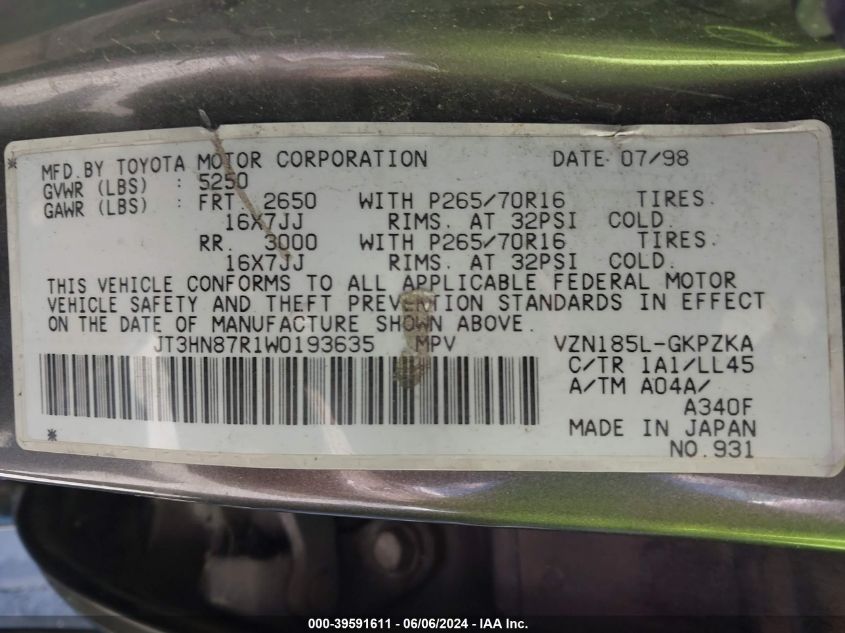 MFD.BY TOYOTA MOTOR CORPORATION DATE 07/98
GVWR (LBS) : 5250
GAWR (LBS) : FRT. 2650 WITH P265/70R16 TIRES.
16X7JJ RIMS. AT 32PSI COLD.
RR. 3000 WITH P265/70R16 TIRES.
16X7JJ RIMS. AT 32PSI COLD.
THIS VEHICLE CONFORMS TO ALL APPLICABLE FEDERAL MOTOR
VEHICLE SAFETY AND THEFT PREVENTION STANDARDS IN EFFECT
ON THE DATE OF MANUFACTURE SHOWN ABOVE.
JT3HN87R1W0193635 MPV VZN185L-GKPZKA
C/TR 1A1/LL45
A/TM A04A/
A340F
MADE IN JAPAN
NO.931
000-39591611 - 06/06/2024 - IAA Inc.